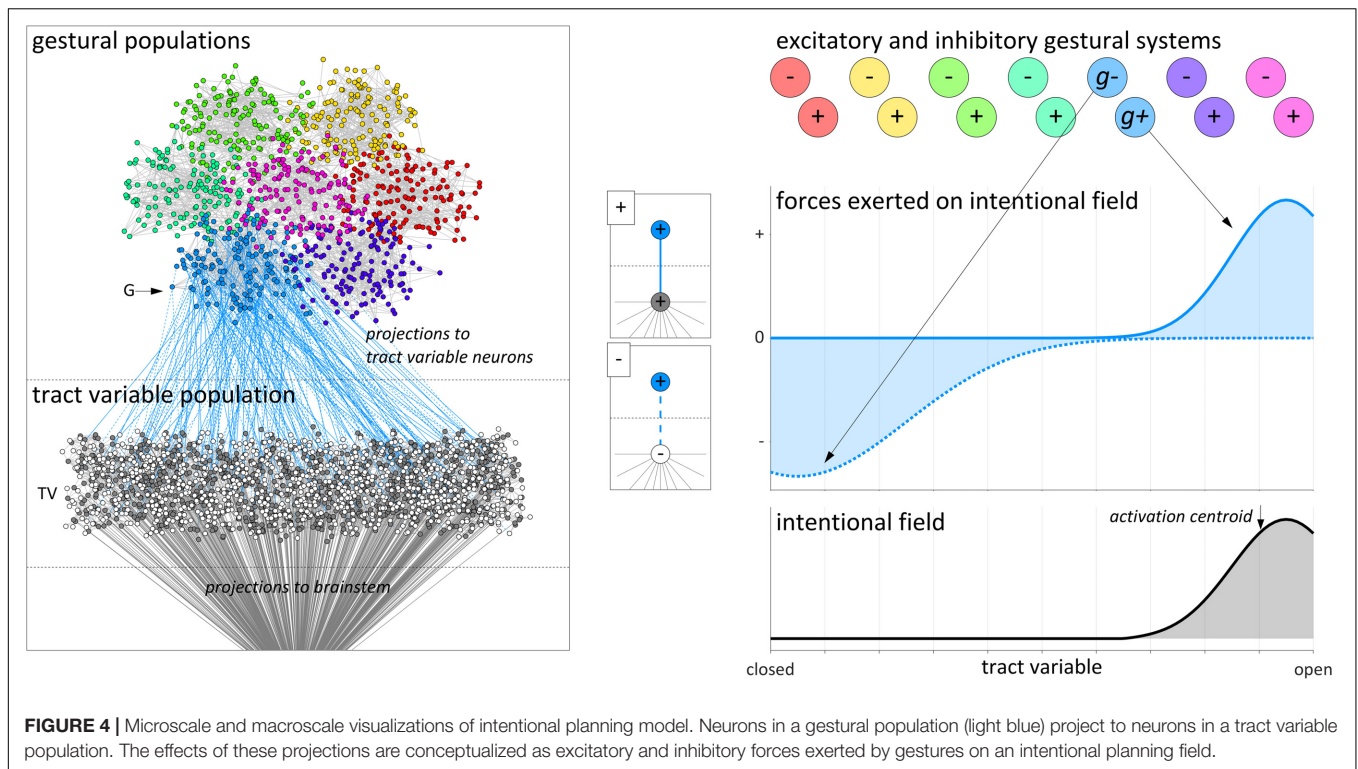 gestural populations
G
projections to
tract variable neurons
tract variable population
TV
projections to brainstem
+
+
+
-
+
-
excitatory and inhibitory gestural systems
- - - - g- - -
+ + + + g+ + +
forces exerted on intentional field
+
0
-
intentional field
activation centroid
closed
tract variable
open
FIGURE 4 | Microscale and macroscale visualizations of intentional planning model. Neurons in a gestural population (light blue) project to neurons in a tract variable
population. The effects of these projections are conceptualized as excitatory and inhibitory forces exerted by gestures on an intentional planning field.